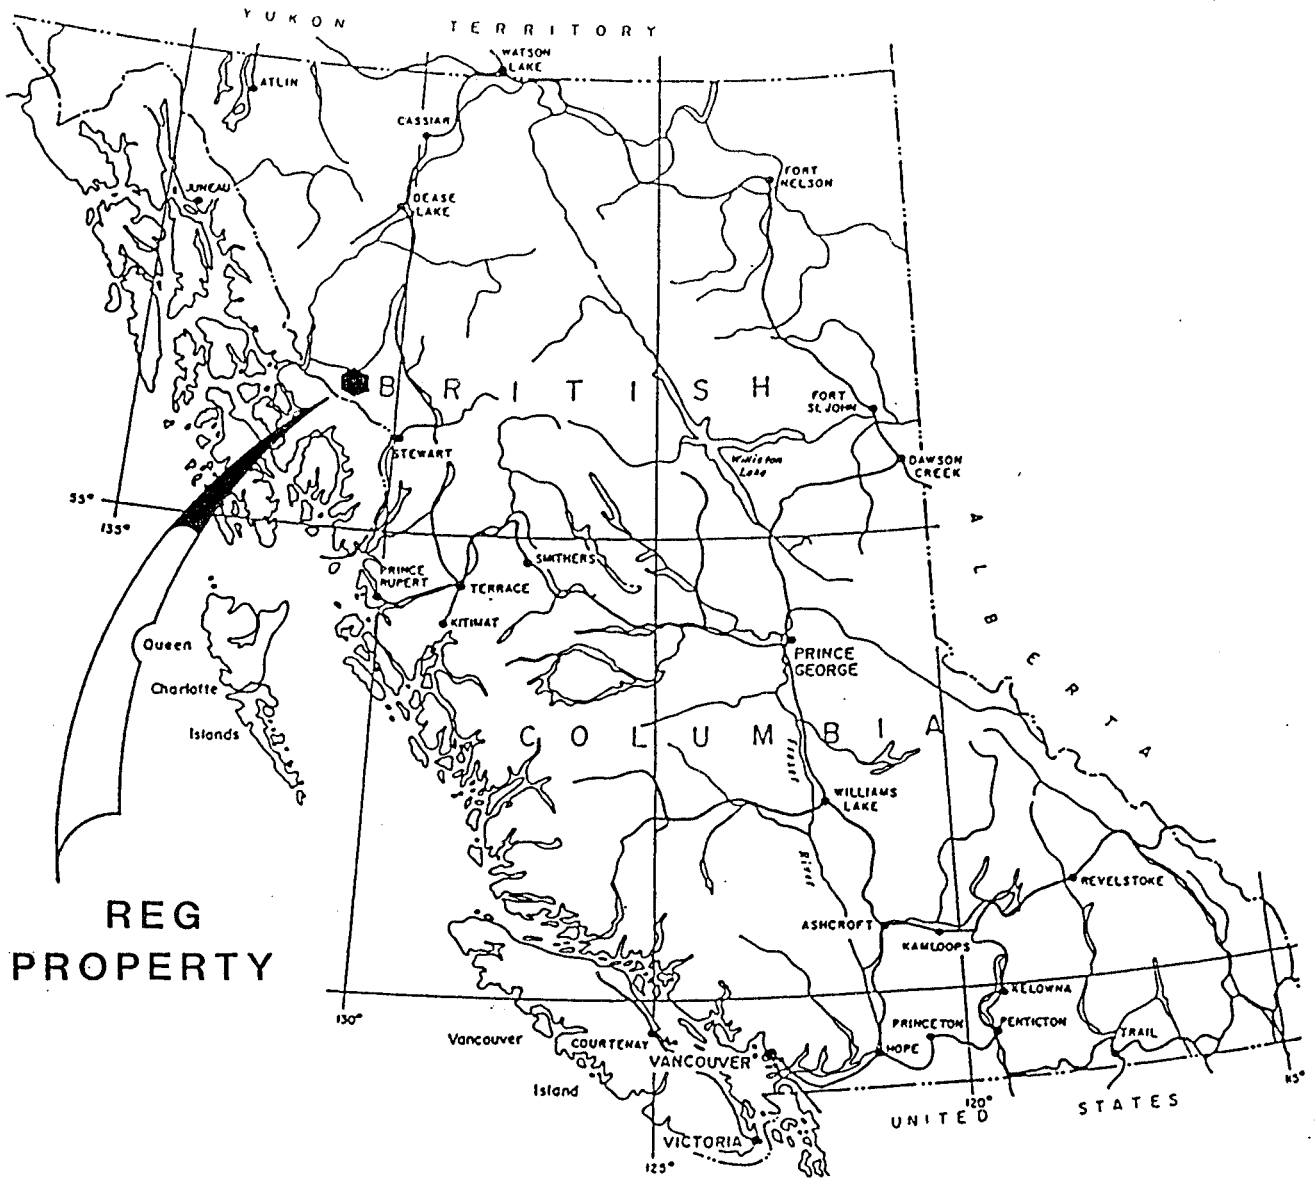 YUKON TERRITORY
WATSON
LAKE
ATLIN
CASSIAR
FORT
NELSON
JUNEAU
DEASE
LAKE
BRITISH
FORT
St. JOHN
STEWART
Williston
Lake
DAWSON
CREEK
55°
135°
ALBERTA
PRINCE
RUPERT
SMITHERS
TERRACE
KITIMAT
Queen
Charlotte
Islands
PRINCE
GEORGE
COLUMBIA
Fraser
River
WILLIAMS
LAKE
REVELSTOKE
REG
PROPERTY
ASHCROFT
KAMLOOPS
KELOWNA
130°
Vancouver
Island
COURTENAY
VANCOUVER
PRINCETON
PENTICTON
HOPE
TRAIL
120°
115°
UNITED STATES
VICTORIA
125°